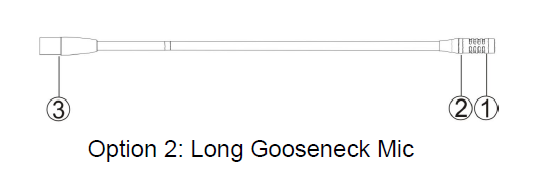 ③ ② ①
Option 2: Long Gooseneck Mic